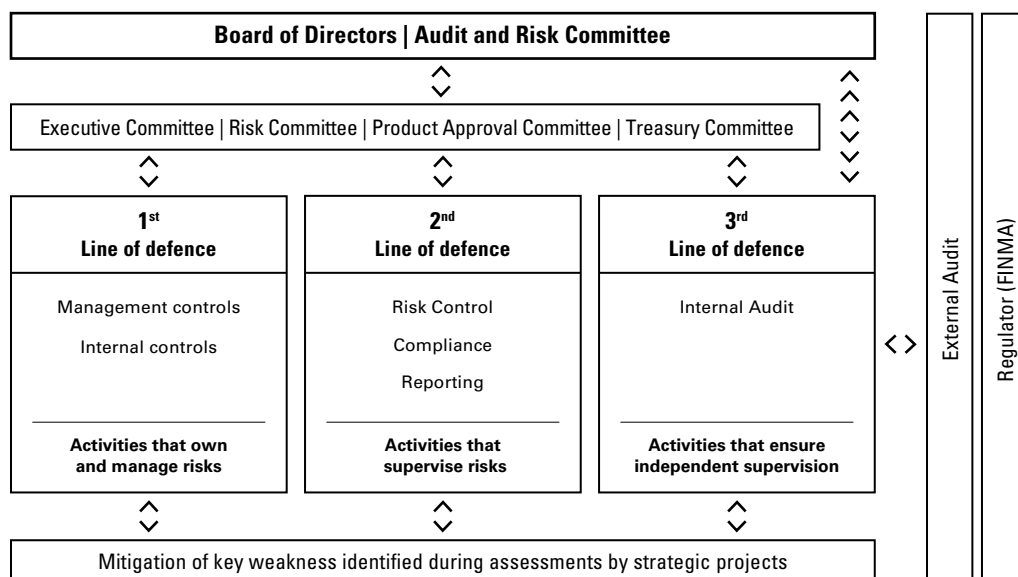 Board of Directors | Audit and Risk Committee
Executive Committee | Risk Committee | Product Approval Committee | Treasury Committee
1st
Line of defence
Management controls
Internal controls
Activities that own
and manage risks
2nd
Line of defence
Risk Control
Compliance
Reporting
Activities that
supervise risks
3rd
Line of defence
Internal Audit
Activities that ensure
independent supervision
Mitigation of key weakness identified during assessments by strategic projects
External Audit
Regulator (FINMA)